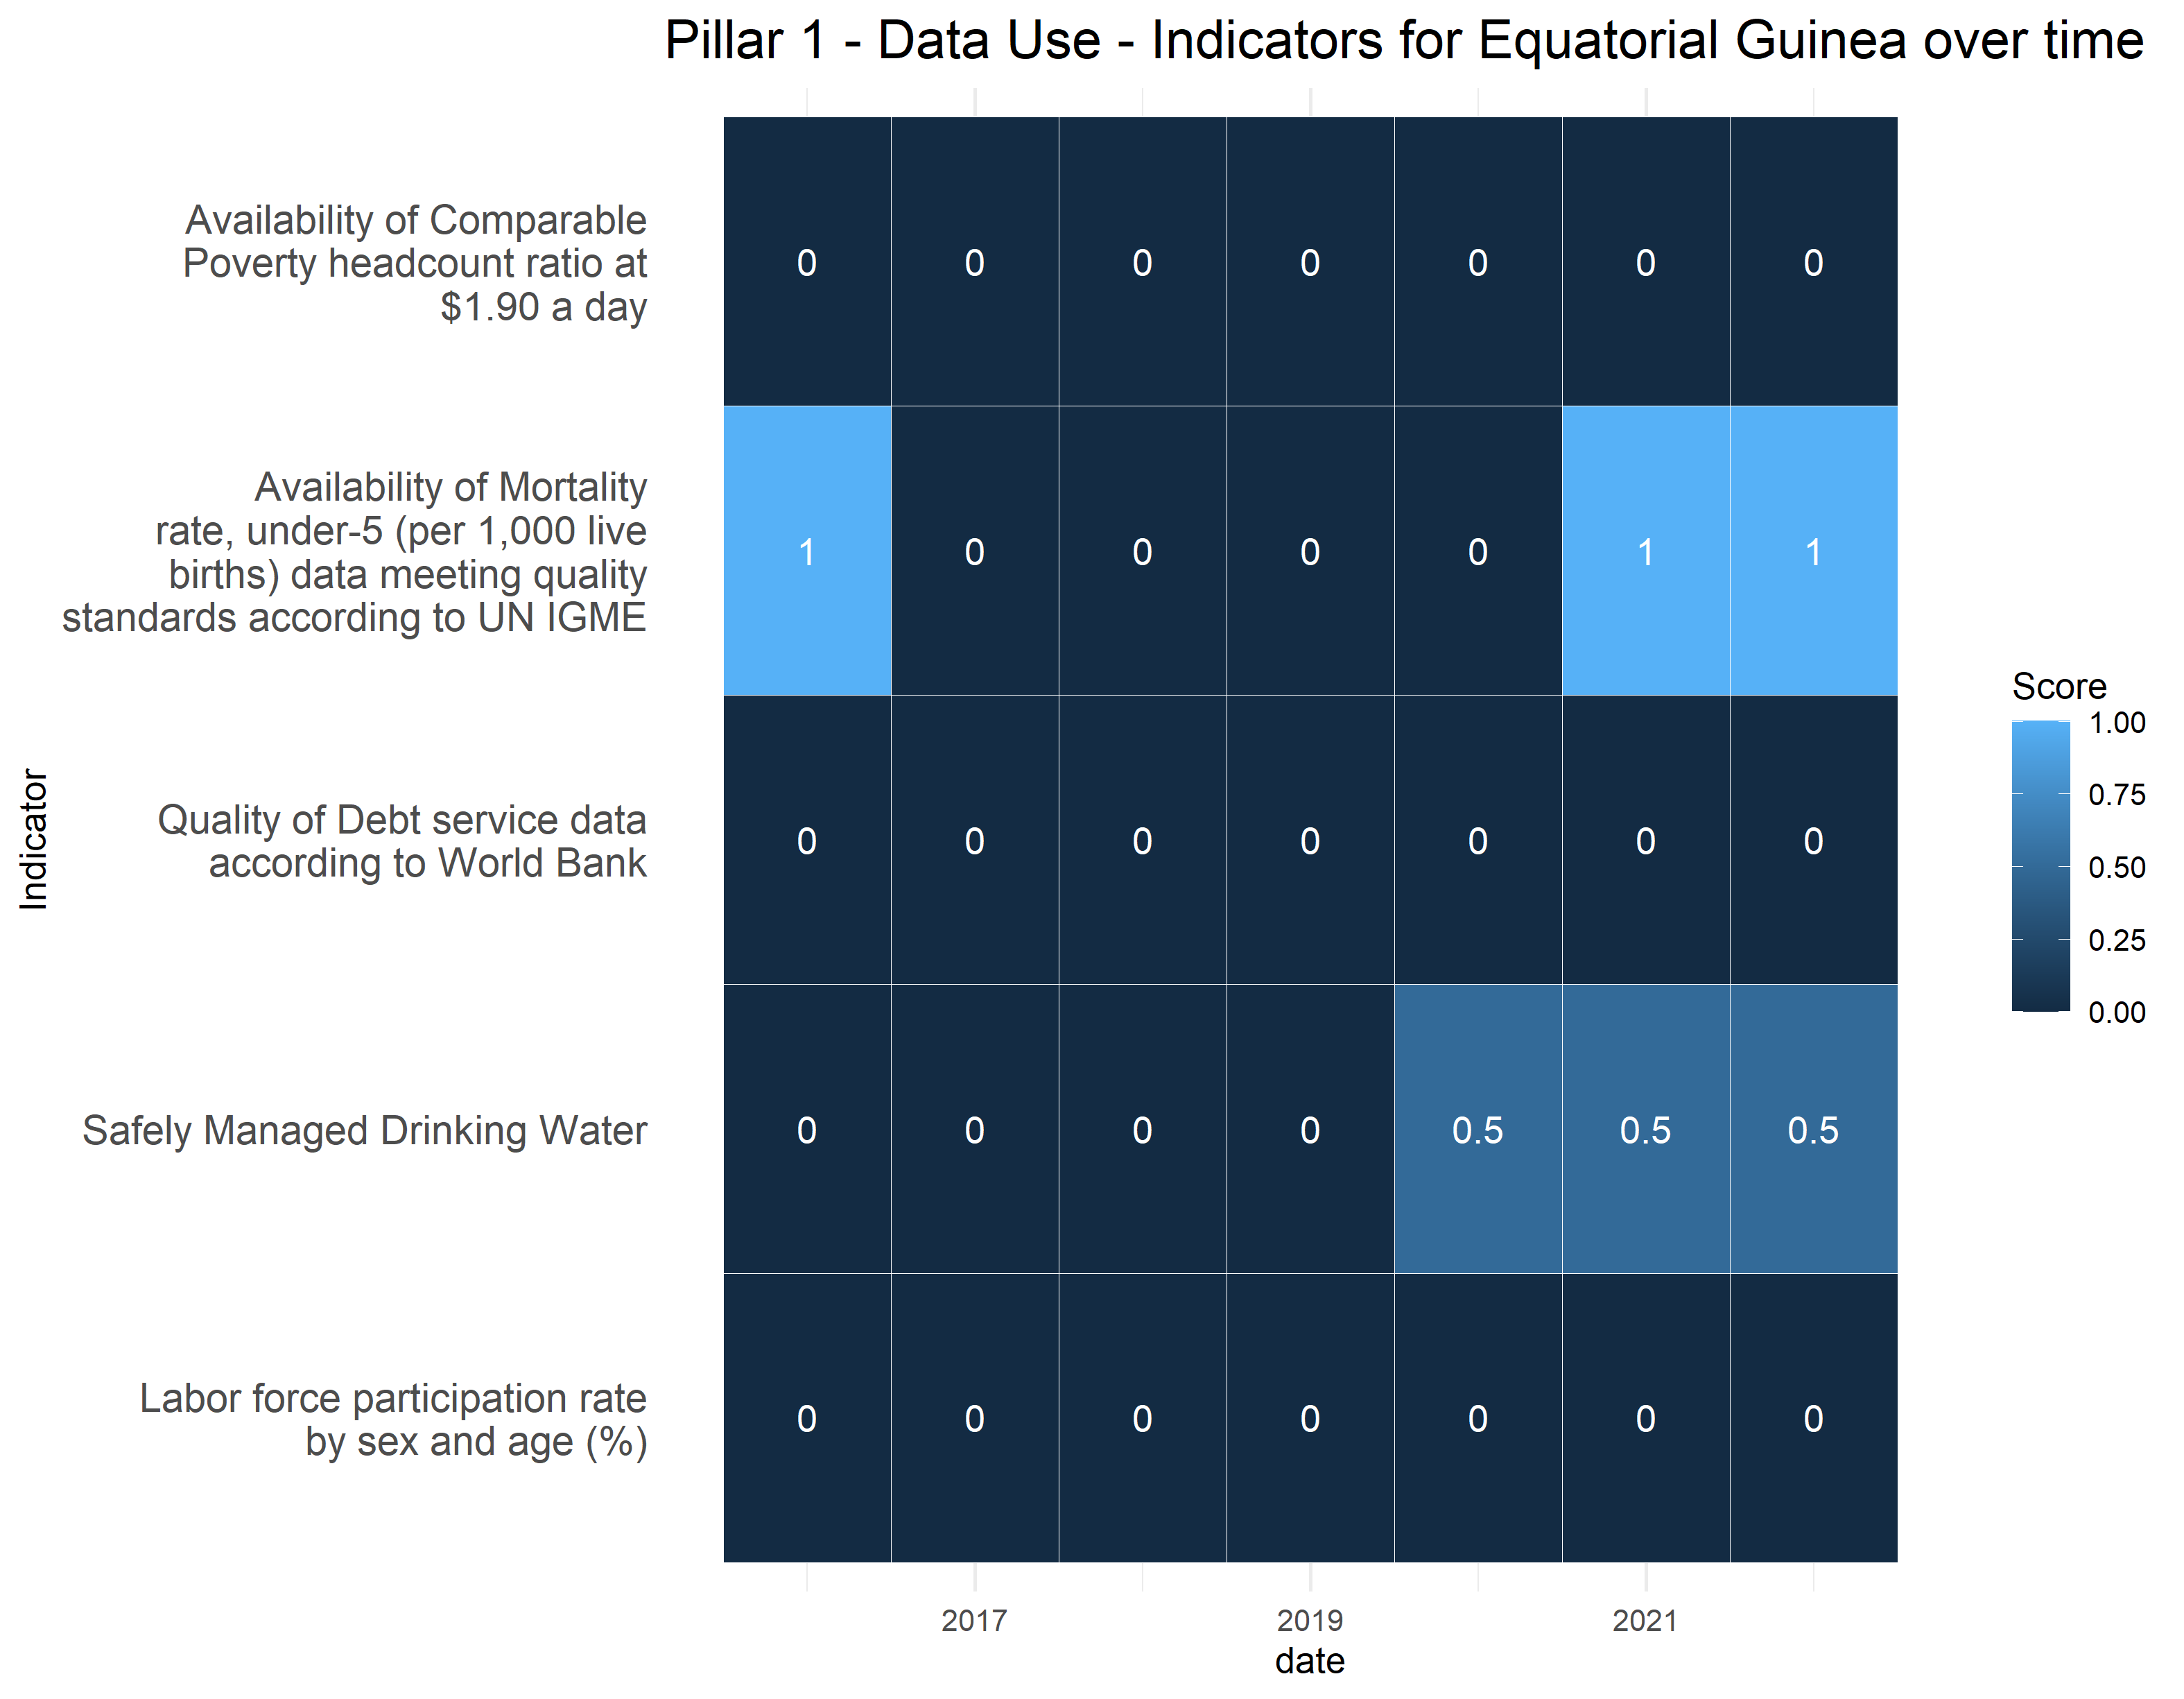 Pillar 1 - Data Use - Indicators for Equatorial Guinea over time
Indicator
Availability of Comparable
Poverty headcount ratio at
$1.90 a day
0 0 0 0 0 0 0
Availability of Mortality
rate, under-5 (per 1,000 live
births) data meeting quality
standards according to UN IGME
1 0 0 0 0 1 1
Quality of Debt service data
according to World Bank
0 0 0 0 0 0 0
Safely Managed Drinking Water
0 0 0 0 0.5 0.5 0.5
Labor force participation rate
by sex and age (%)
0 0 0 0 0 0 0
2017 2019 2021
date
Score
1.00
0.75
0.50
0.25
0.00